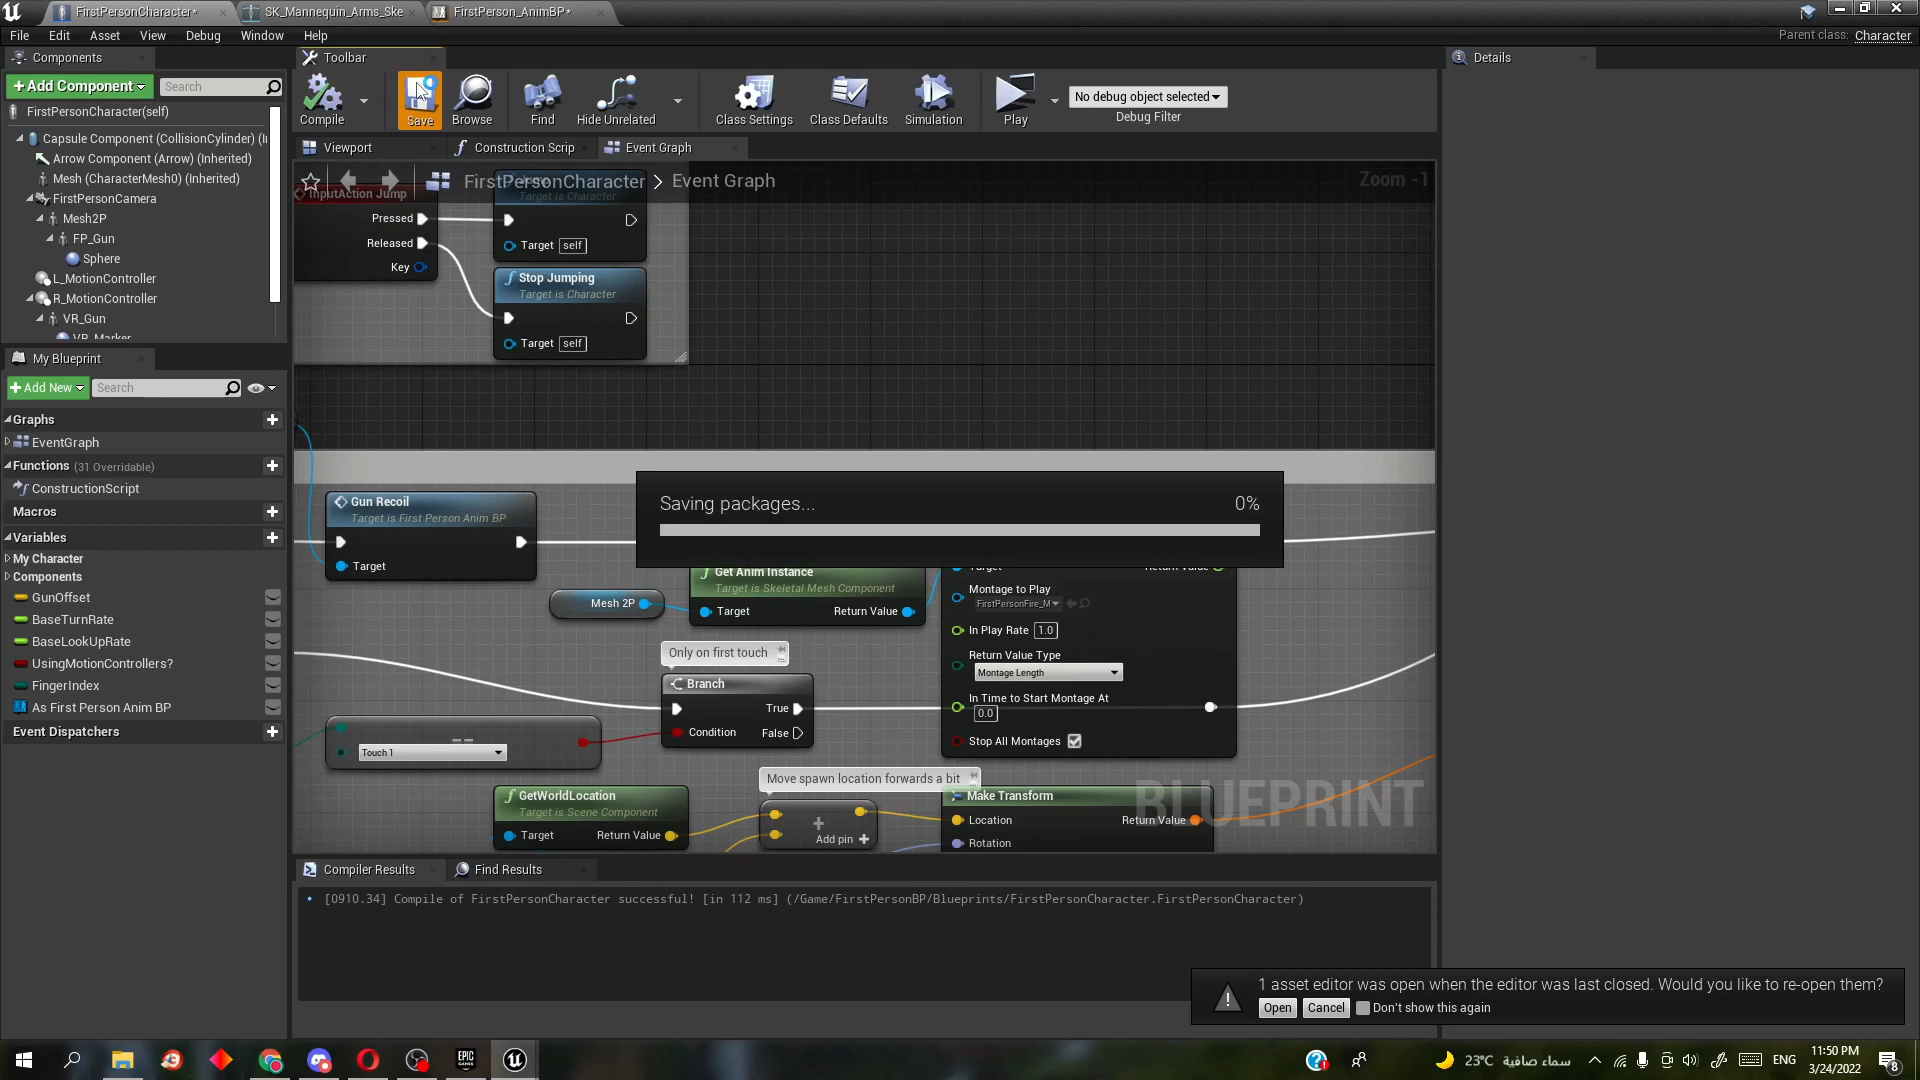 FirstPersonCharacter*
SK_Mannequin_Arms_Ske
FirstPerson_AnimBP*
File Edit Asset View Debug Window Help
Parent class: Character
Components
Toolbar
Details
+ Add Component
Search
FirstPersonCharacter(self)
Capsule Component (CollisionCylinder) (I
Arrow Component (Arrow) (Inherited)
Mesh (CharacterMesh0) (Inherited)
FirstPersonCamera
Mesh2P
FP_Gun
Sphere
L_MotionController
R_MotionController
VR_Gun
VR_Marker
Compile
Save
Browse
Find
Hide Unrelated
Class Settings
Class Defaults
Simulation
Play
No debug object selected
Debug Filter
Viewport
Construction Scrip
Event Graph
FirstPersonCharacter > Event Graph
Zoom -1
InputAction Jump
Pressed
Released
Key
Target is Character
Target self
Stop Jumping
Target is Character
Target self
My Blueprint
+ Add New
Search
Graphs
EventGraph
Functions (31 Overridable)
ConstructionScript
Macros
Variables
My Character
Components
GunOffset
BaseTurnRate
BaseLookUpRate
UsingMotionControllers?
FingerIndex
As First Person Anim BP
Event Dispatchers
Gun Recoil
Target is First Person Anim BP
Target
Saving packages... 0%
Mesh 2P
Get Anim Instance
Target is Skeletal Mesh Component
Target Return Value
Target Return Value
Montage to Play
FirstPersonFire_M
In Play Rate 1.0
Return Value Type
Montage Length
In Time to Start Montage At
0.0
Stop All Montages
Only on first touch
Branch
True
Condition False
==
Touch 1
Move spawn location forwards a bit
GetWorldLocation
Target is Scene Component
Target Return Value
Add pin +
Make Transform
Location Return Value
Rotation
BLUEPRINT
Compiler Results
Find Results
[0910.34] Compile of FirstPersonCharacter successful! [in 112 ms] (/Game/FirstPersonBP/Blueprints/FirstPersonCharacter.FirstPersonCharacter)
1 asset editor was open when the editor was last closed. Would you like to re-open them?
Open Cancel Don't show this again
EPIC GAMES
23°C سماء صافية
ENG
11:50 PM
3/24/2022
8